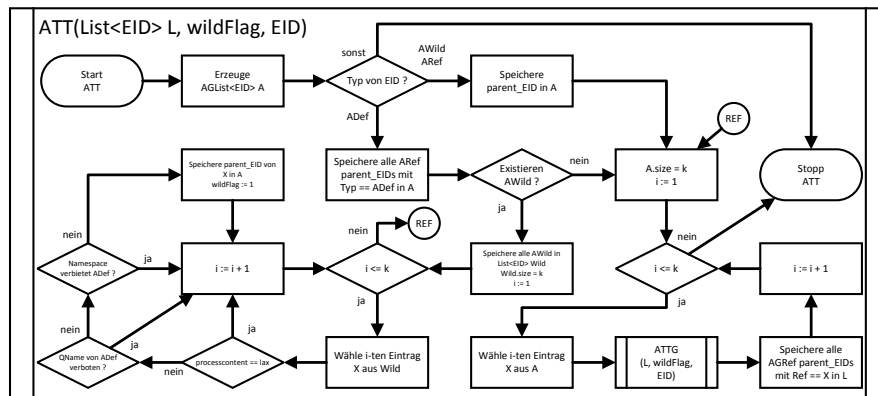 ATT(List<EID> L, wildFlag, EID)
Start
ATT
Erzeuge
AGList<EID> A
sonst
Typ von EID ?
AWild
ARef
ADef
Speichere
parent_EID in A
REF
Speichere parent_EID von
X in A
wildFlag := 1
Speichere alle ARef
parent_EIDs mit
Typ == ADef in A
Existieren
AWild ?
nein
ja
A.size = k
i := 1
Stopp
ATT
nein
ja
Namespace
verbietet ADef ?
i := i + 1
nein
i <= k
ja
REF
Speichere alle AWild in
List<EID> Wild
Wild.size = k
i := 1
nein
i <= k
ja
i := i + 1
nein
ja
QName von ADef
verboten ?
ja
nein
processcontent == lax
Wähle i-ten Eintrag
X aus Wild
Wähle i-ten Eintrag
X aus A
ATTG
(L, wildFlag,
EID)
Speichere alle
AGRef parent_EIDs
mit Ref == X in L